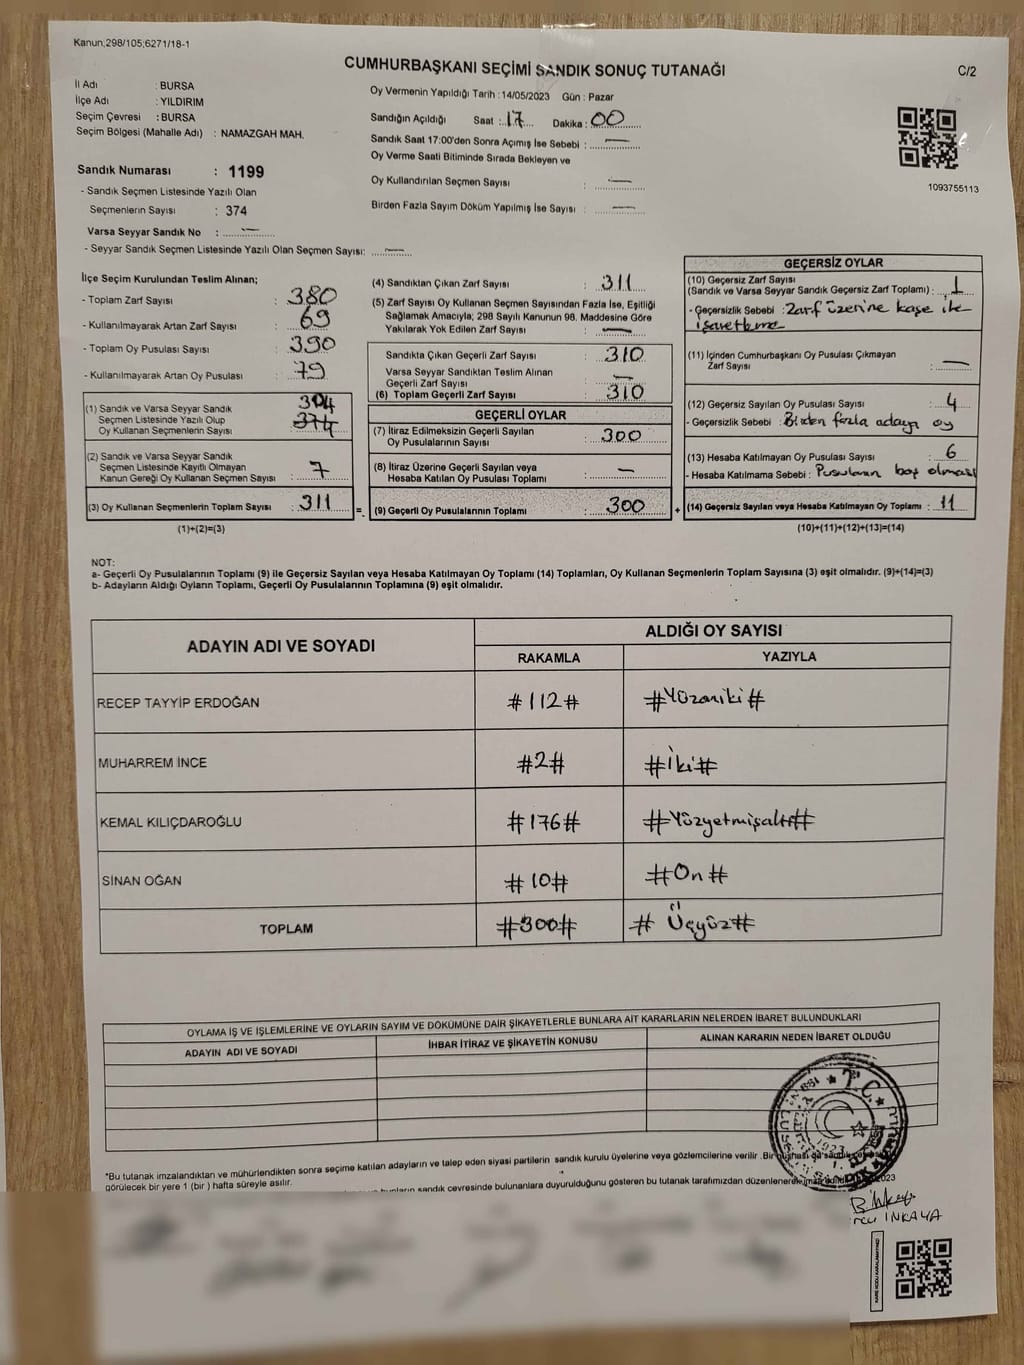 Kanun;298/105;6271/18-1
CUMHURBAŞKANI SEÇİMİ SANDIK SONUÇ TUTANAĞI
C/2
İl Adı : BURSA
İlçe Adı : YILDIRIM
Seçim Çevresi : BURSA
Seçim Bölgesi (Mahalle Adı) : NAMAZGAH MAH.
Sandık Numarası : 1199
- Sandık Seçmen Listesinde Yazılı Olan
Seçmenlerin Sayısı : 374
Varsa Seyyar Sandık No : —
- Seyyar Sandık Seçmen Listesinde Yazılı Olan Seçmen Sayısı: —
Oy Vermenin Yapıldığı Tarih : 14/05/2023 Gün : Pazar
Sandığın Açıldığı Saat : 17 Dakika : 00
Sandık Saat 17:00'den Sonra Açımış İse Sebebi : —
Oy Verme Saati Bitiminde Sırada Bekleyen ve
Oy Kullandırılan Seçmen Sayısı : —
Birden Fazla Sayım Döküm Yapılmış İse Sayısı : —
1093755113
İlçe Seçim Kurulundan Teslim Alınan;
- Toplam Zarf Sayısı : 380
- Kullanılmayarak Artan Zarf Sayısı : 69
- Toplam Oy Pusulası Sayısı : 390
- Kullanılmayarak Artan Oy Pusulası : 79
(1) Sandık ve Varsa Seyyar Sandık
Seçmen Listesinde Yazılı Olup
Oy Kullanan Seçmenlerin Sayısı : 304 374
(2) Sandık ve Varsa Seyyar Sandık
Seçmen Listesinde Kayıtlı Olmayan
Kanun Gereği Oy Kullanan Seçmen Sayısı : 7
(3) Oy Kullanan Seçmenlerin Toplam Sayısı : 311
(1)+(2)=(3)
(4) Sandıktan Çıkan Zarf Sayısı : 311
(5) Zarf Sayısı Oy Kullanan Seçmen Sayısından Fazla İse, Eşitliği
Sağlamak Amacıyla; 298 Sayılı Kanunun 98. Maddesine Göre
Yakılarak Yok Edilen Zarf Sayısı : —
Sandıkta Çıkan Geçerli Zarf Sayısı : 310
Varsa Seyyar Sandıktan Teslim Alınan
Geçerli Zarf Sayısı : —
(6) Toplam Geçerli Zarf Sayısı : 310
GEÇERLİ OYLAR
(7) İtiraz Edilmeksizin Geçerli Sayılan
Oy Pusulalarının Sayısı : 300
(8) İtiraz Üzerine Geçerli Sayılan veya
Hesaba Katılan Oy Pusulası Toplamı : —
(9) Geçerli Oy Pusulalarının Toplamı : 300
GEÇERSİZ OYLAR
(10) Geçersiz Zarf Sayısı
(Sandık ve Varsa Seyyar Sandık Geçersiz Zarf Toplamı) : 1
- Geçersizlik Sebebi : Zarf üzerine kaşe ile
işaretleme
(11) İçinden Cumhurbaşkanı Oy Pusulası Çıkmayan
Zarf Sayısı : —
(12) Geçersiz Sayılan Oy Pusulası Sayısı : 4
- Geçersizlik Sebebi : Birden fazla adaya oy
(13) Hesaba Katılmayan Oy Pusulası Sayısı : 6
- Hesaba Katılmama Sebebi : Pusulanın boş olması
(14) Geçersiz Sayılan veya Hesaba Katılmayan Oy Toplamı : 11
(10)+(11)+(12)+(13)=(14)
NOT:
a- Geçerli Oy Pusulalarının Toplamı (9) ile Geçersiz Sayılan veya Hesaba Katılmayan Oy Toplamı (14) Toplamları, Oy Kullanan Seçmenlerin Toplam Sayısına (3) eşit olmalıdır. (9)+(14)=(3)
b- Adayların Aldığı Oyların Toplamı, Geçerli Oy Pusulalarının Toplamına (9) eşit olmalıdır.
ADAYIN ADI VE SOYADI
ALDIĞI OY SAYISI
RAKAMLA YAZIYLA
RECEP TAYYİP ERDOĞAN #112# #Yüzoniki#
MUHARREM İNCE #2# #İki#
KEMAL KILIÇDAROĞLU #176# #Yüzyetmişaltı#
SİNAN OĞAN #10# #On#
TOPLAM #300# #Üçyüz#
OYLAMA İŞ VE İŞLEMLERİNE VE OYLARIN SAYIM VE DÖKÜMÜNE DAİR ŞİKAYETLERLE BUNLARA AİT KARARLARIN NELERDEN İBARET BULUNDUKLARI
ADAYIN ADI VE SOYADI İHBAR İTİRAZ VE ŞİKAYETİN KONUSU ALINAN KARARIN NEDEN İBARET OLDUĞU
T.C.
1923
*Bu tutanak imzalandıktan ve mühürlendikten sonra seçime katılan adayların ve talep eden siyasi partilerin sandık kurulu üyelerine veya gözlemcilerine verilir .Bir nüshası da sandık
görülecek bir yere 1 (bir ) hafta süreyle asılır.
bunların sandık çevresinde bulunanlara duyurulduğunu gösteren bu tutanak tarafımızdan düzenlenerek
INKAYA
KARE KODU KARALAMAYINIZ!